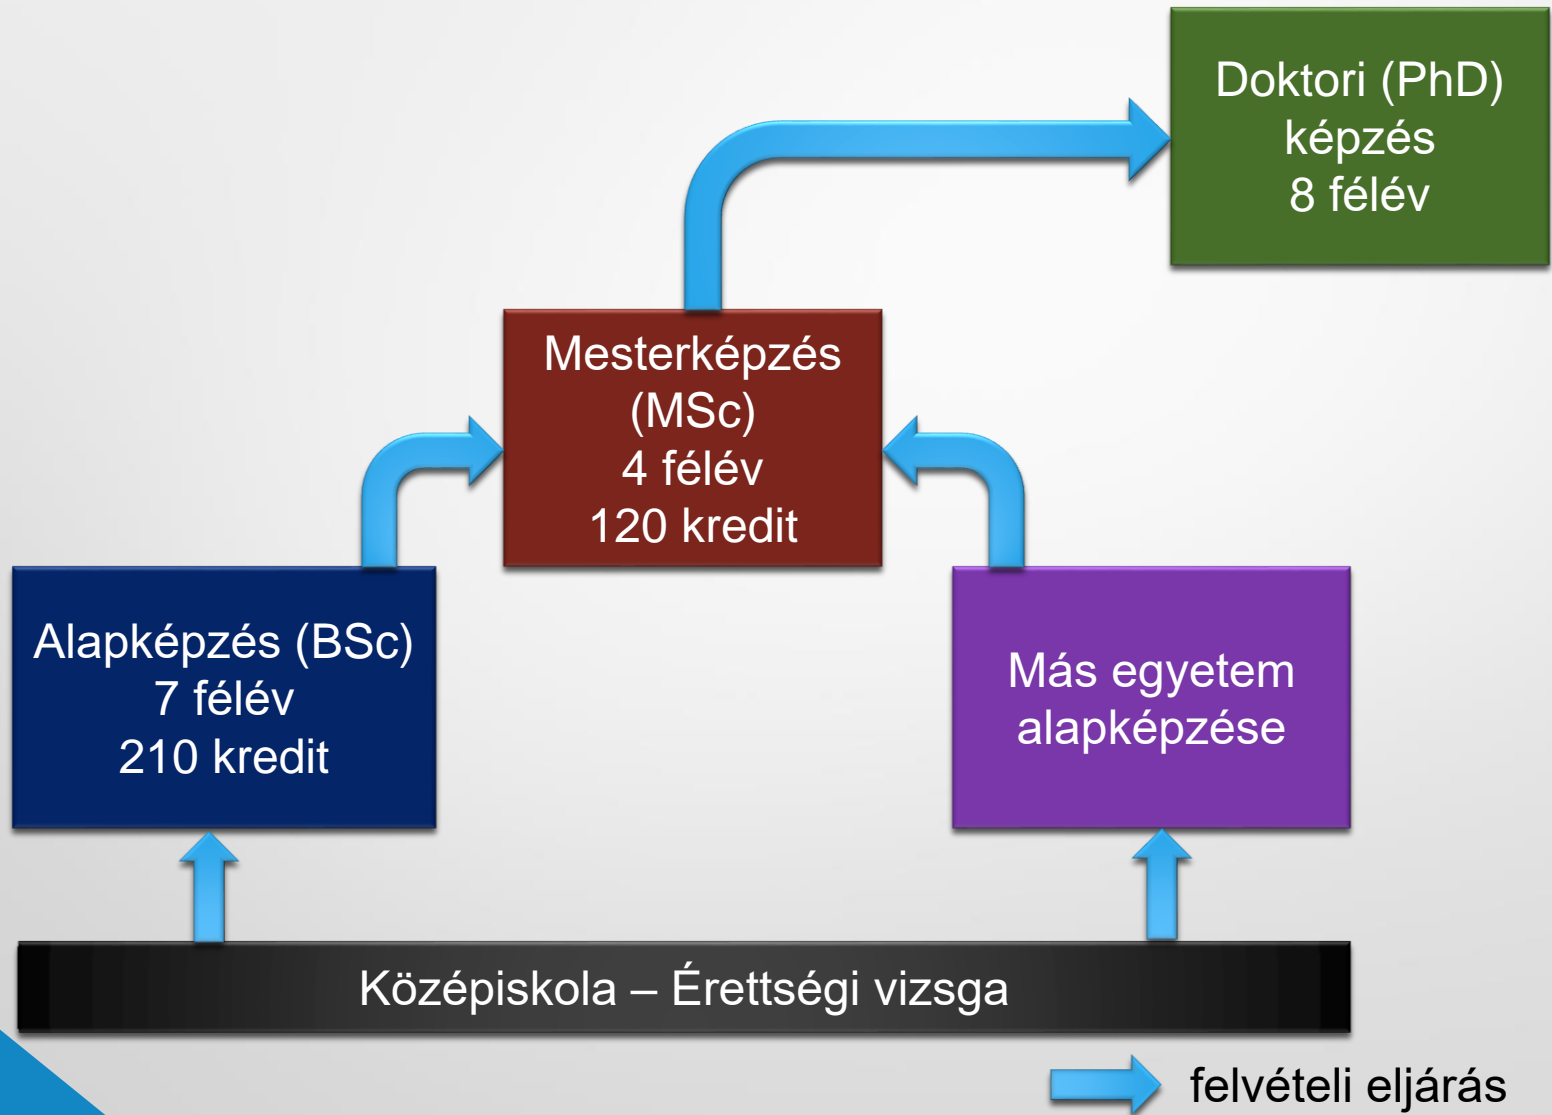 Doktori (PhD)
képzés
8 félév
Mesterképzés
(MSc)
4 félév
120 kredit
Alapképzés (BSc)
7 félév
210 kredit
Más egyetem
alapképzése
Középiskola – Érettségi vizsga
felvételi eljárás